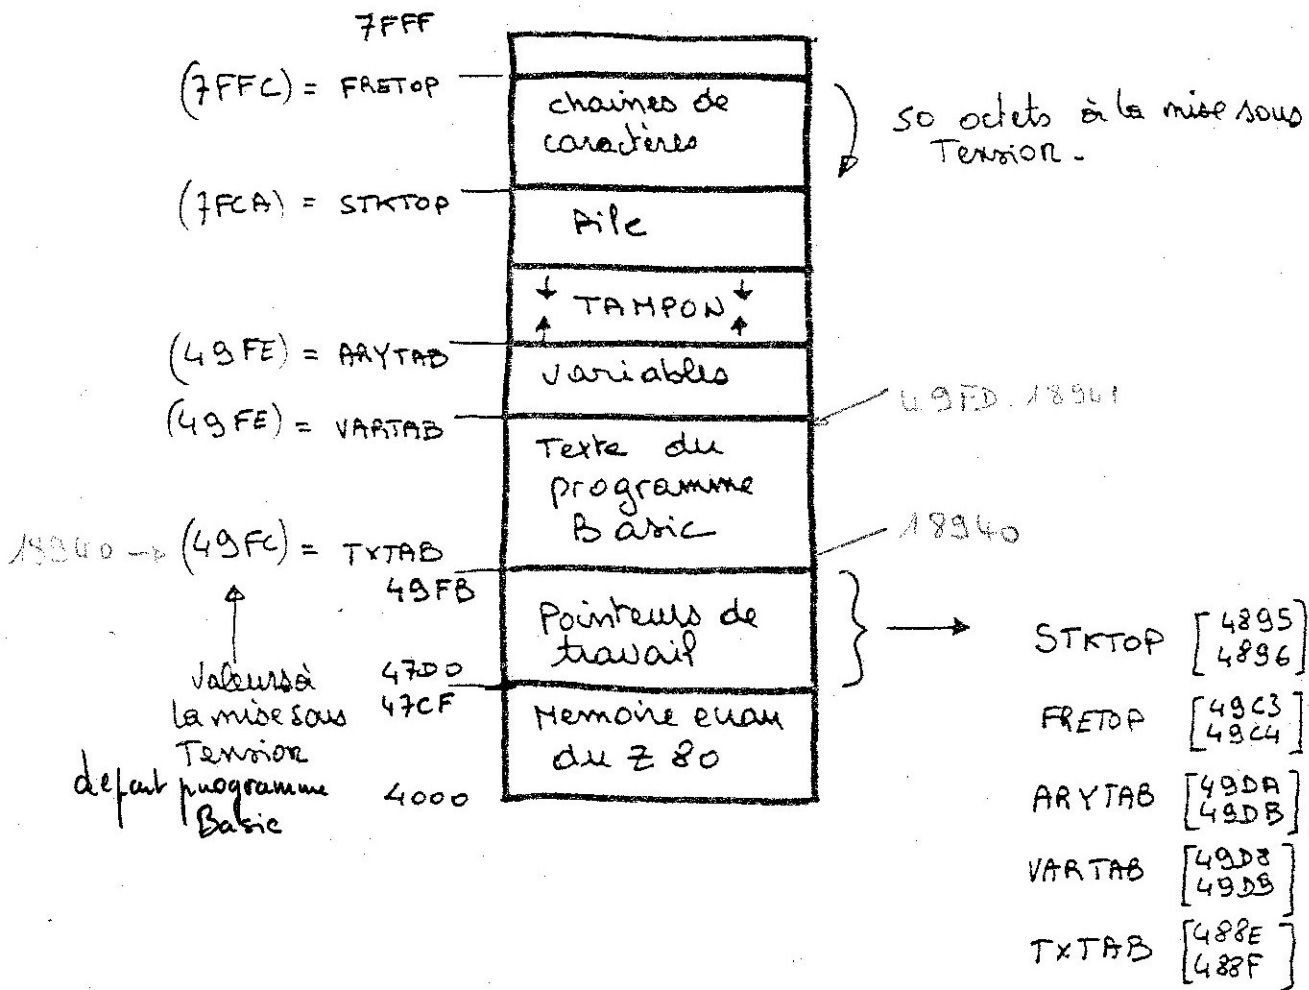 7FFF
(7FFC) = FRETOP
chaines de
caractères
50 octets à la mise sous
Tension.
(7FCA) = STKTOP
Pile
↓ TAMPON ↓
(49FE) = ARYTAB
variables
(49FE) = VARTAB
49FD. 18941
Texte du
programme
Basic
18940
18940 → (49FC) = TXTAB
49FB
Pointeurs de
travail
47D0
47CF
valeurs à
la mise sous
Tension
depart programme
Basic
Memoire ecran
du Z 80
4000
STKTOP [4895
4896]
FRETOP [49C3
49C4]
ARYTAB [49DA
49DB]
VARTAB [49D8
49D9]
TXTAB [488E
488F]